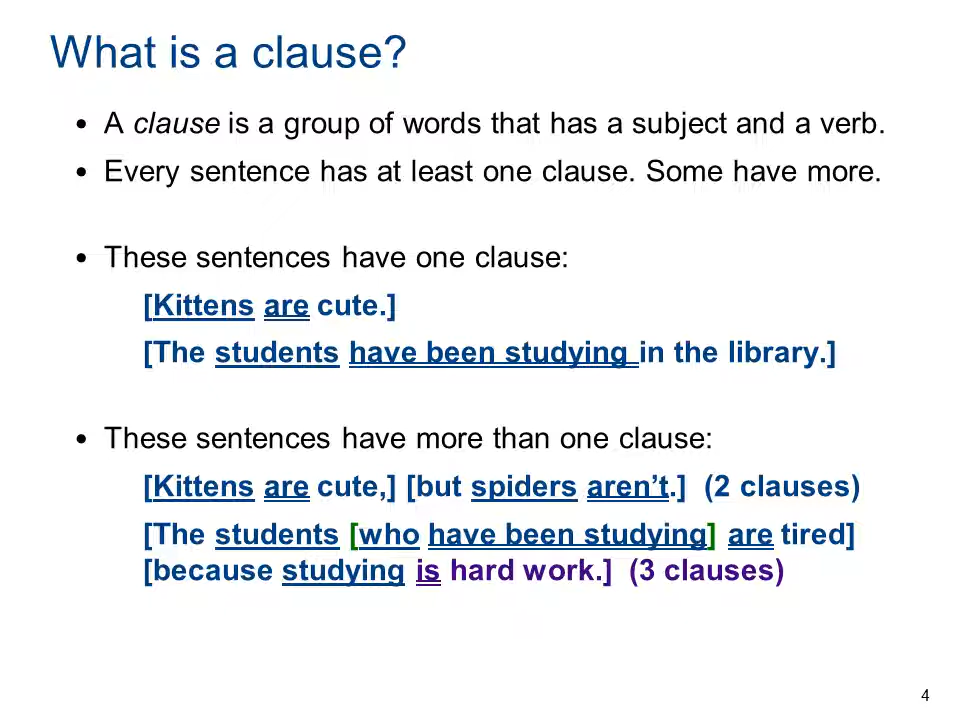 What is a clause?
• A clause is a group of words that has a subject and a verb.
• Every sentence has at least one clause. Some have more.
• These sentences have one clause:
[Kittens are cute.]
[The students have been studying in the library.]
• These sentences have more than one clause:
[Kittens are cute,] [but spiders aren’t.]  (2 clauses)
[The students [who have been studying] are tired]
[because studying is hard work.]  (3 clauses)
4